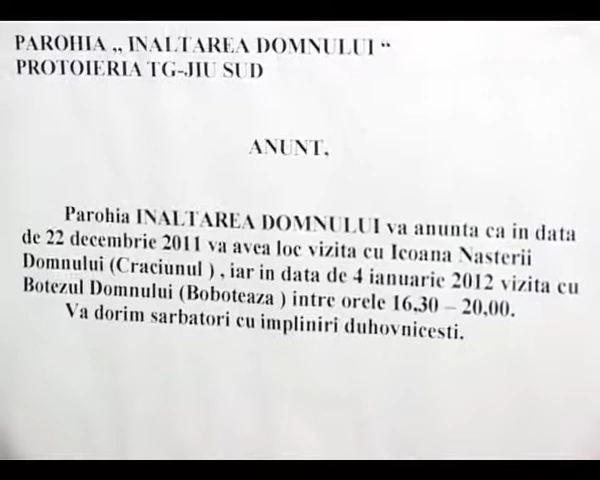 PAROHIA „ INALTAREA DOMNULUI “
PROTOIERIA TG-JIU SUD
ANUNT,
Parohia INALTAREA DOMNULUI va anunta ca in data
de 22 decembrie 2011 va avea loc vizita cu Icoana Nasterii
Domnului (Craciunul ) , iar in data de 4 ianuarie 2012 vizita cu
Botezul Domnului (Boboteaza ) intre orele 16,30 – 20,00.
Va dorim sarbatori cu impliniri duhovnicesti.